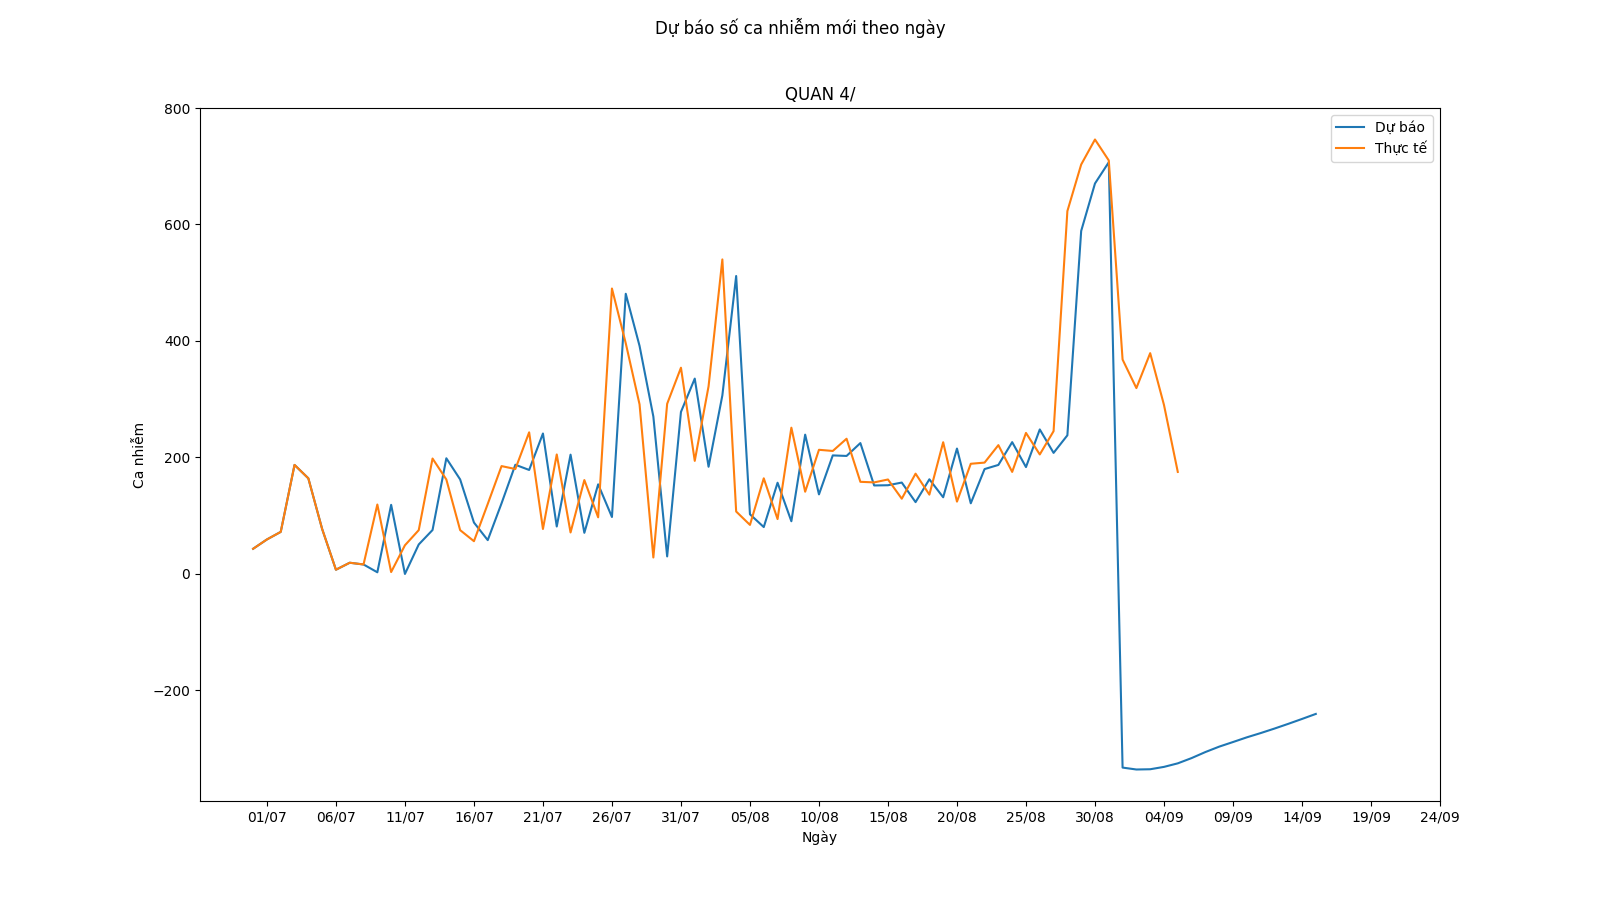 Dự báo số ca nhiễm mới theo ngày
QUAN 4/
800
600
400
200
0
−200
Ca nhiễm
Dự báo
Thực tế
01/07 06/07 11/07 16/07 21/07 26/07 31/07 05/08 10/08 15/08 20/08 25/08 30/08 04/09 09/09 14/09 19/09 24/09
Ngày